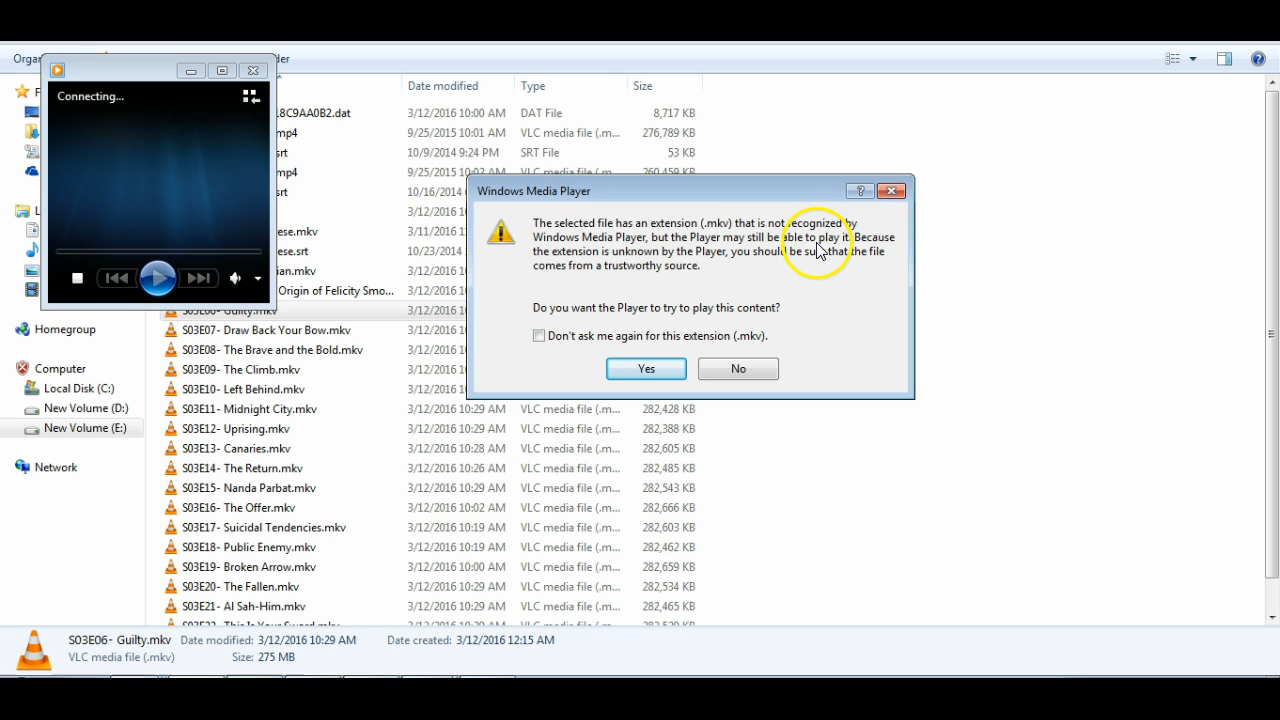 Organ
der
Connecting...
Date modified
Type
Size
18C9AA0B2.dat
3/12/2016 10:00 AM
DAT File
8,717 KB
mp4
9/25/2015 10:01 AM
VLC media file (.m...
276,789 KB
srt
10/9/2014 9:24 PM
SRT File
53 KB
mp4
9/25/2015 10:02 AM
VLC media file (.m...
260,459 KB
srt
10/16/2014
3/12/2016
ese.mkv
3/11/2016
ese.srt
10/23/2014
ian.mkv
3/12/2016
Origin of Felicity Smo...
3/12/2016
S03E06- Guilty.mkv
3/12/2016
S03E07- Draw Back Your Bow.mkv
3/12/2016
S03E08- The Brave and the Bold.mkv
3/12/2016
S03E09- The Climb.mkv
3/12/2016
S03E10- Left Behind.mkv
3/12/2016
S03E11- Midnight City.mkv
3/12/2016 10:29 AM
VLC media file (.m...
282,428 KB
S03E12- Uprising.mkv
3/12/2016 10:29 AM
VLC media file (.m...
282,388 KB
S03E13- Canaries.mkv
3/12/2016 10:28 AM
VLC media file (.m...
282,605 KB
S03E14- The Return.mkv
3/12/2016 10:26 AM
VLC media file (.m...
282,485 KB
S03E15- Nanda Parbat.mkv
3/12/2016 10:29 AM
VLC media file (.m...
282,543 KB
S03E16- The Offer.mkv
3/12/2016 10:02 AM
VLC media file (.m...
282,666 KB
S03E17- Suicidal Tendencies.mkv
3/12/2016 10:19 AM
VLC media file (.m...
282,603 KB
S03E18- Public Enemy.mkv
3/12/2016 10:19 AM
VLC media file (.m...
282,462 KB
S03E19- Broken Arrow.mkv
3/12/2016 10:00 AM
VLC media file (.m...
282,659 KB
S03E20- The Fallen.mkv
3/12/2016 10:29 AM
VLC media file (.m...
282,534 KB
S03E21- Al Sah-Him.mkv
3/12/2016 10:29 AM
VLC media file (.m...
282,465 KB
Windows Media Player
The selected file has an extension (.mkv) that is not recognized by
Windows Media Player, but the Player may still be able to play it. Because
the extension is unknown by the Player, you should be sure that the file
comes from a trustworthy source.
Do you want the Player to try to play this content?
Don't ask me again for this extension (.mkv).
Yes
No
F
L
Homegroup
Computer
Local Disk (C:)
New Volume (D:)
New Volume (E:)
Network
S03E06- Guilty.mkv
Date modified: 3/12/2016 10:29 AM
Date created: 3/12/2016 12:15 AM
VLC media file (.mkv)
Size: 275 MB